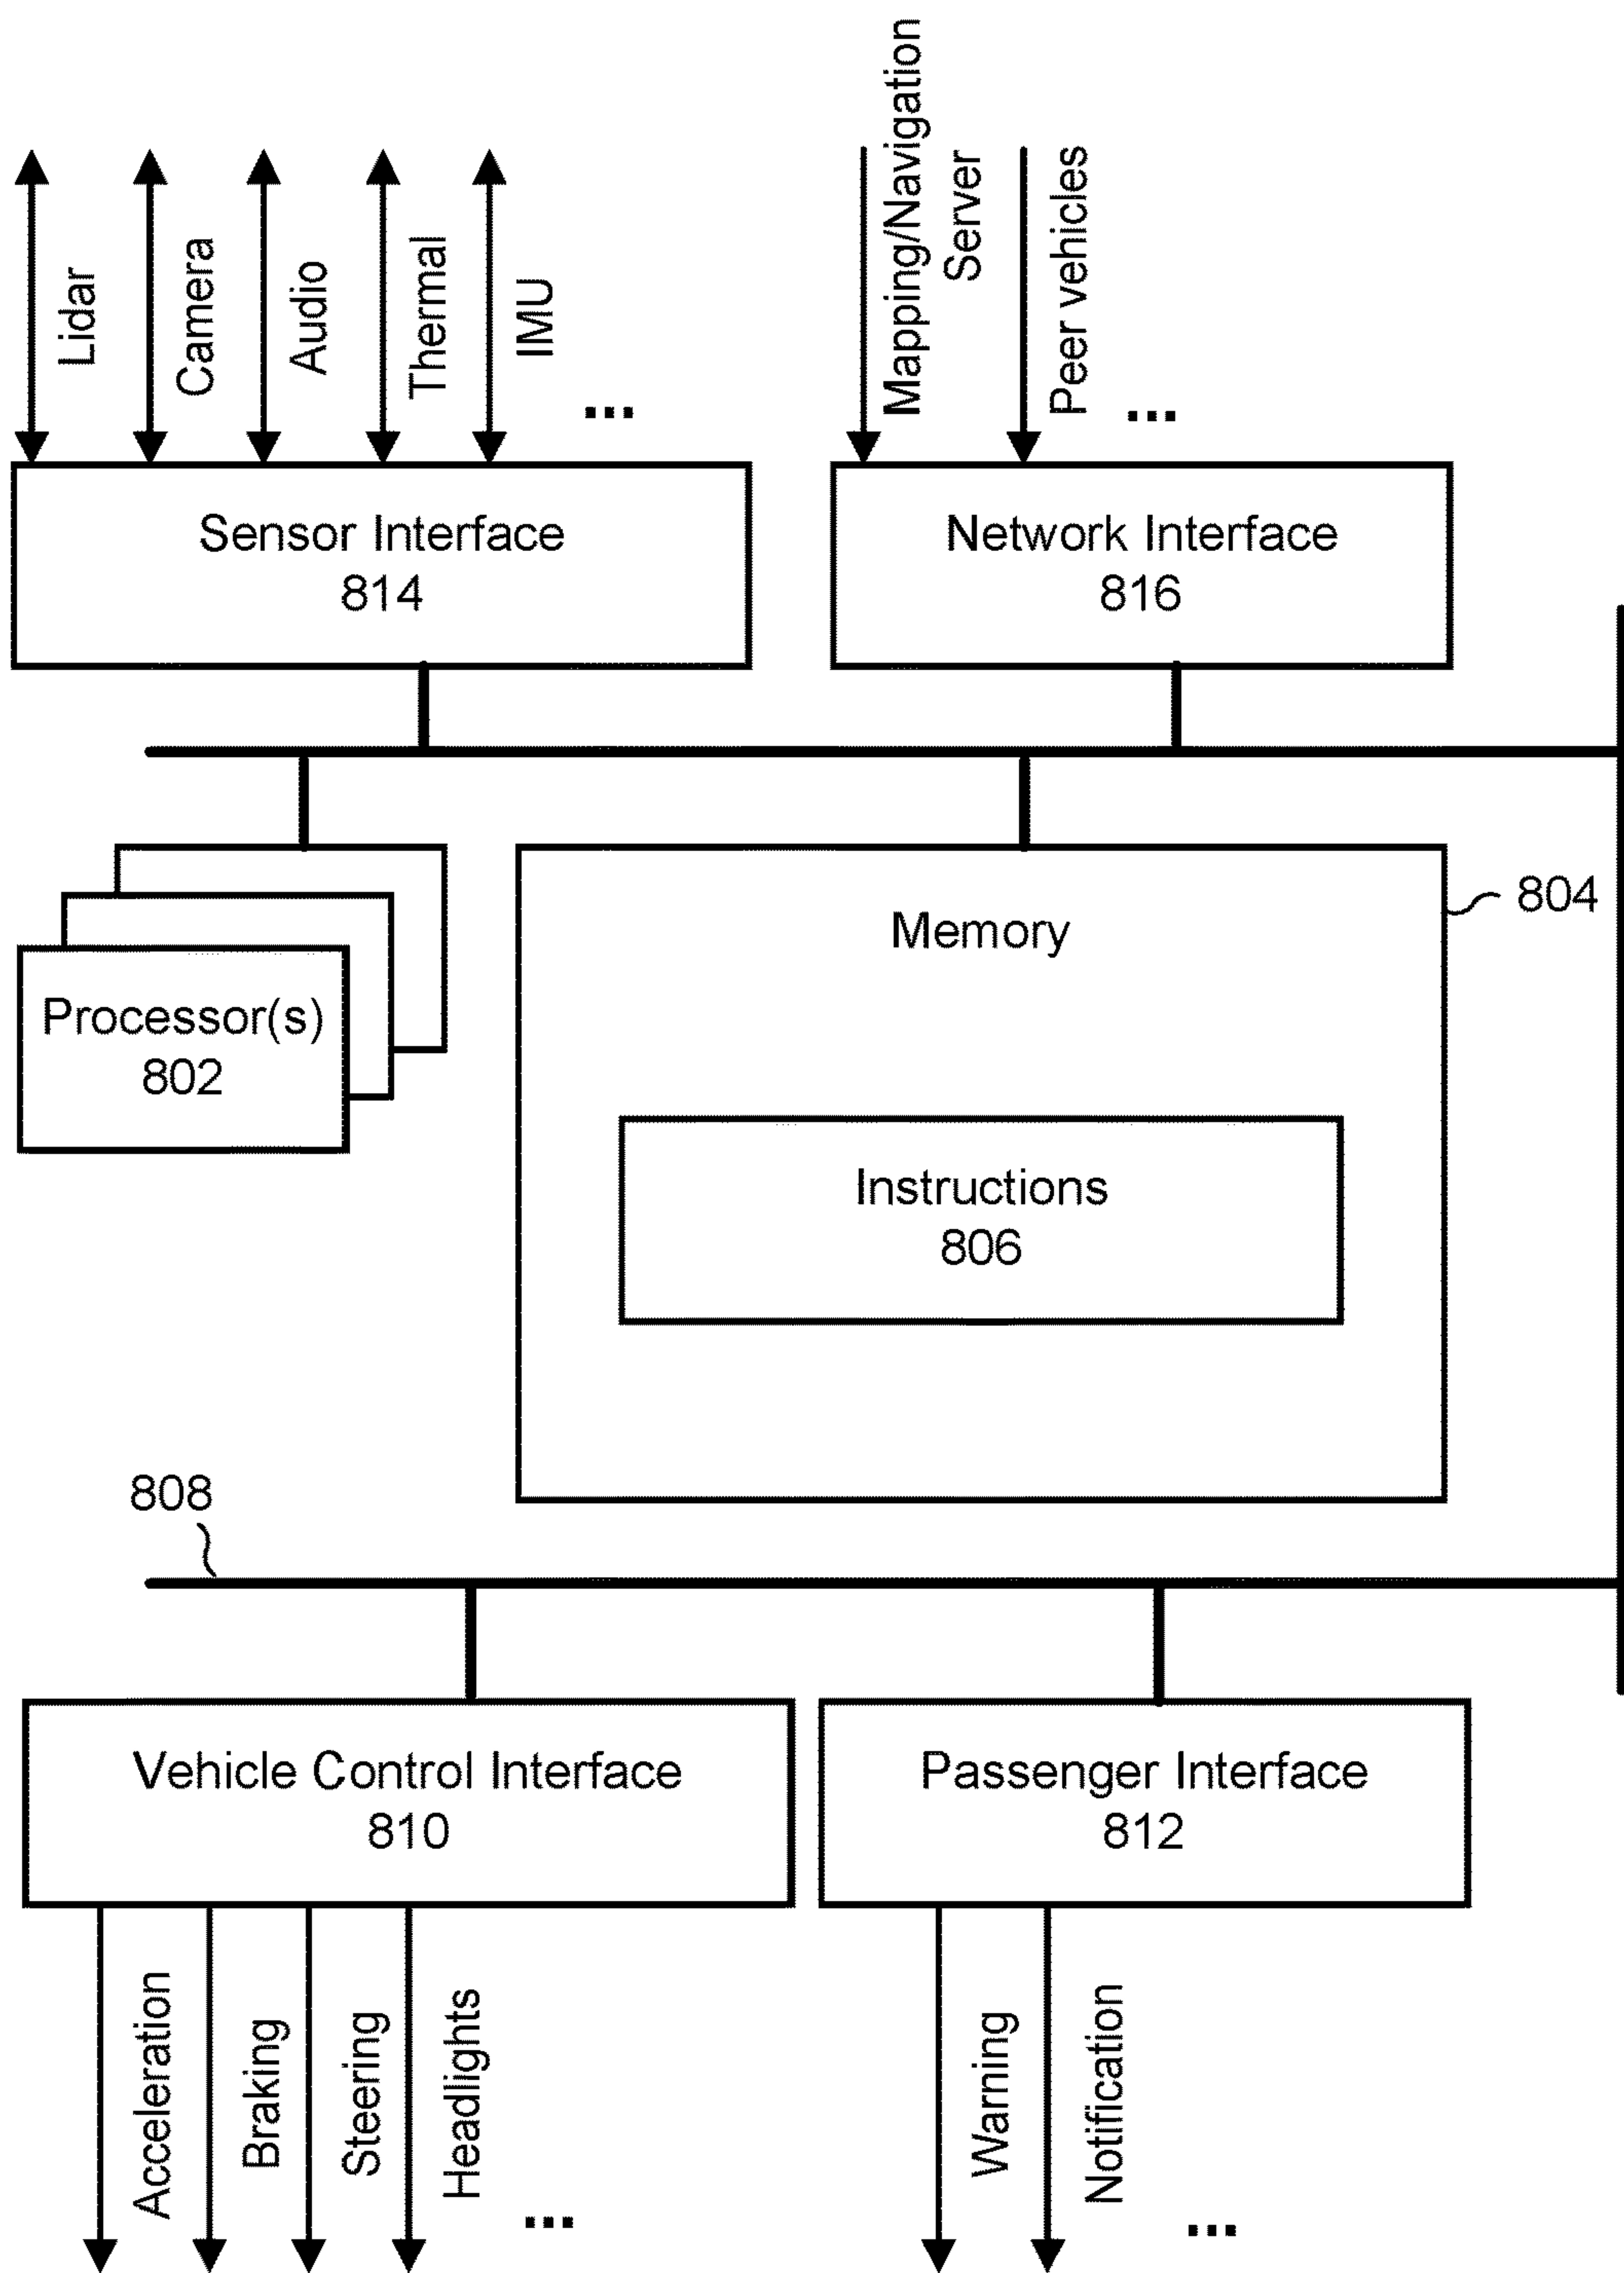 Lidar
Camera
Audio
Thermal
IMU
...
Mapping/Navigation
Server
Peer vehicles
...
Sensor Interface
814
Network Interface
816
804
Memory
Processor(s)
802
Instructions
806
808
Vehicle Control Interface
810
Passenger Interface
812
Acceleration
Braking
Steering
Headlights
...
Warning
Notification
...